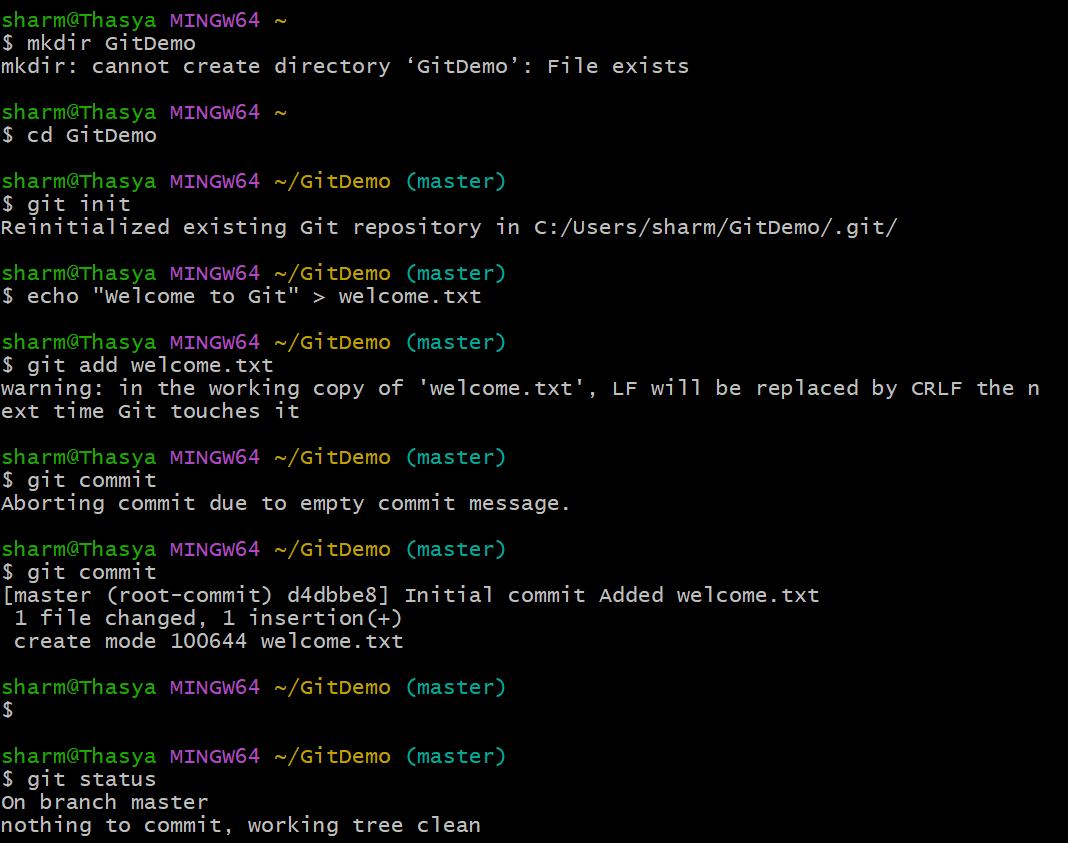 sharm@Thasya MINGW64 ~
$ mkdir GitDemo
mkdir: cannot create directory ‘GitDemo’: File exists
sharm@Thasya MINGW64 ~
$ cd GitDemo
sharm@Thasya MINGW64 ~/GitDemo (master)
$ git init
Reinitialized existing Git repository in C:/Users/sharm/GitDemo/.git/
sharm@Thasya MINGW64 ~/GitDemo (master)
$ echo "Welcome to Git" > welcome.txt
sharm@Thasya MINGW64 ~/GitDemo (master)
$ git add welcome.txt
warning: in the working copy of 'welcome.txt', LF will be replaced by CRLF the n
ext time Git touches it
sharm@Thasya MINGW64 ~/GitDemo (master)
$ git commit
Aborting commit due to empty commit message.
sharm@Thasya MINGW64 ~/GitDemo (master)
$ git commit
[master (root-commit) d4dbbe8] Initial commit Added welcome.txt
 1 file changed, 1 insertion(+)
 create mode 100644 welcome.txt
sharm@Thasya MINGW64 ~/GitDemo (master)
$
sharm@Thasya MINGW64 ~/GitDemo (master)
$ git status
On branch master
nothing to commit, working tree clean